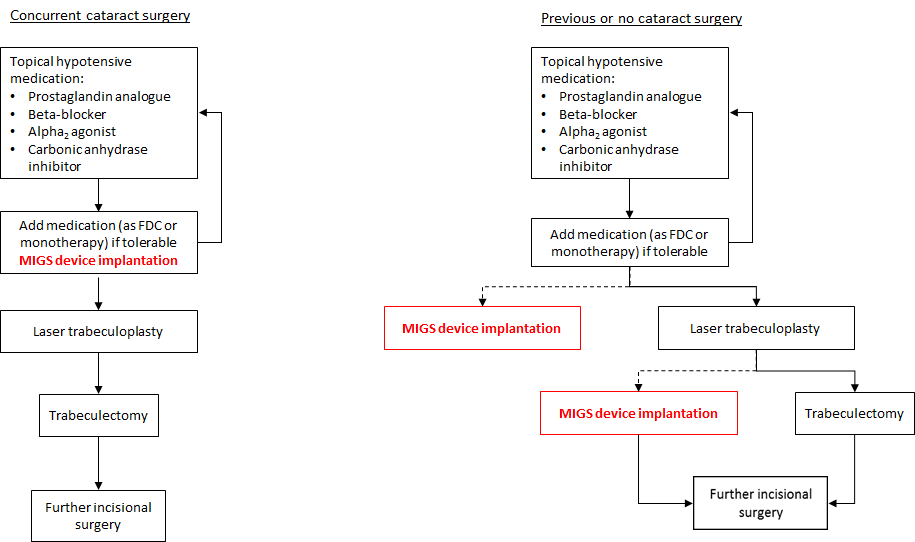 Concurrent cataract surgery
Topical hypotensive
medication:
• Prostaglandin analogue
• Beta-blocker
• Alpha₂ agonist
• Carbonic anhydrase
inhibitor
Add medication (as FDC or
monotherapy) if tolerable
MIGS device implantation
Laser trabeculoplasty
Trabeculectomy
Further incisional
surgery
Previous or no cataract surgery
Topical hypotensive
medication:
• Prostaglandin analogue
• Beta-blocker
• Alpha₂ agonist
• Carbonic anhydrase
inhibitor
Add medication (as FDC or
monotherapy) if tolerable
MIGS device implantation
Laser trabeculoplasty
MIGS device implantation
Trabeculectomy
Further incisional
surgery